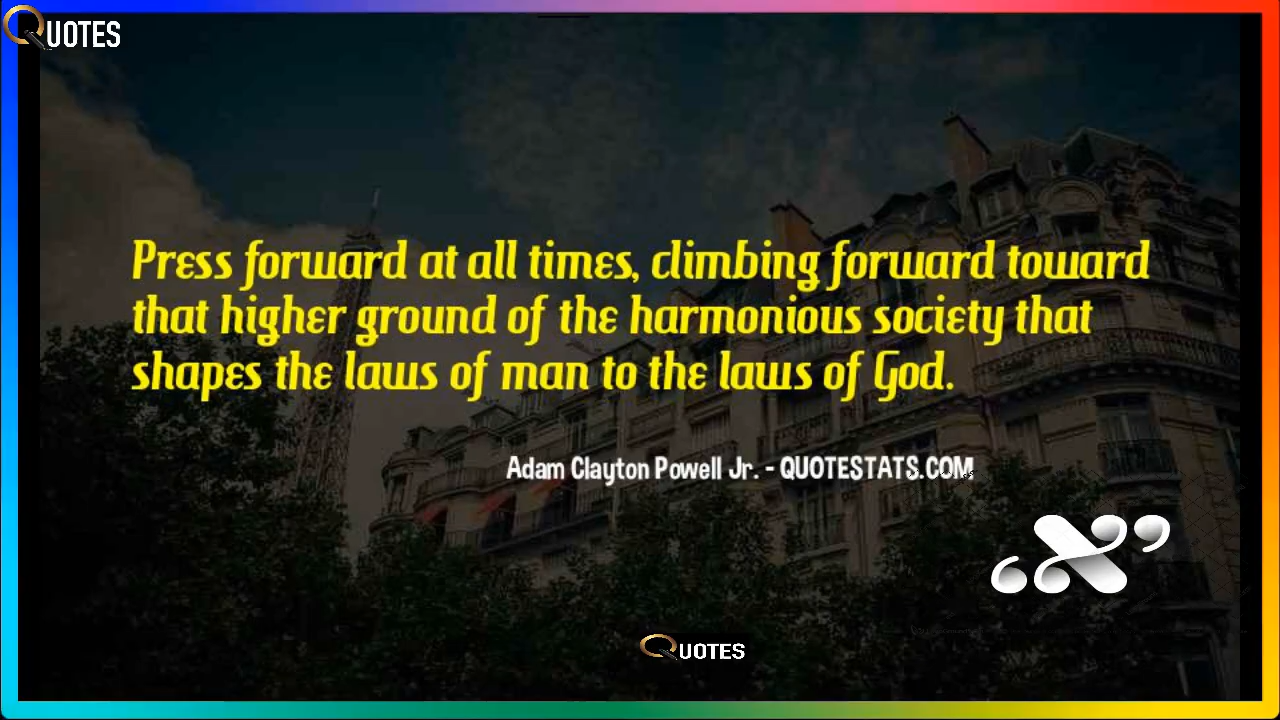 QUOTES
Press forward at all times, climbing forward toward
that higher ground of the harmonious society that
shapes the laws of man to the laws of God.
Adam Clayton Powell Jr. - QUOTESTATS.COM
QUOTES